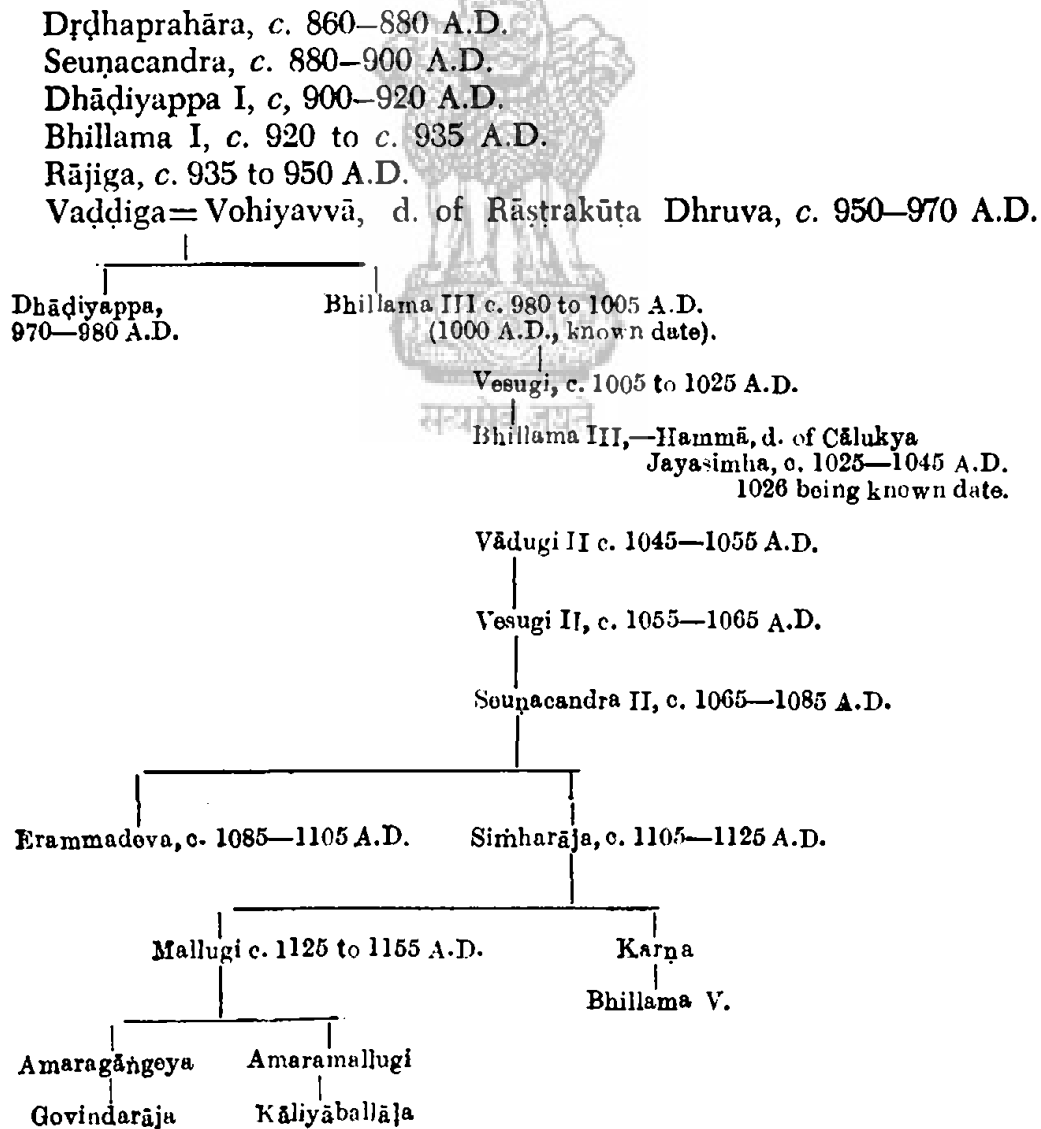 Dṛḍhaprahāra, c. 860–880 A.D.
Seuṇacandra, c. 880–900 A.D.
Dhāḍiyappa I, c, 900–920 A.D.
Bhillama I, c. 920 to c. 935 A.D.
Rājiga, c. 935 to 950 A.D.
Vaḍḍiga = Vohiyavvā, d. of Rāṣṭrakūṭa Dhruva, c. 950–970 A.D.
Dhāḍiyappa,
970—980 A.D.
Bhillama III c. 980 to 1005 A.D.
(1000 A.D., known date).
Vesugi, c. 1005 to 1025 A.D.
सत्यमेव जयते
Bhillama III,—Hammā, d. of Cālukya
Jayasimha, c. 1025—1045 A.D.
1026 being known date.
Vādugi II c. 1045—1055 A.D.
Vesugi II, c. 1055—1065 A.D.
Seuṇacandra II, c. 1065—1085 A.D.
Erammadeva, c. 1085—1105 A.D. Siṁharāja, c. 1105—1125 A.D.
Mallugi c. 1125 to 1155 A.D. Karṇa
Bhillama V.
Amaragāṅgeya Amaramallugi
Govindarāja Kāliyāballāḷa